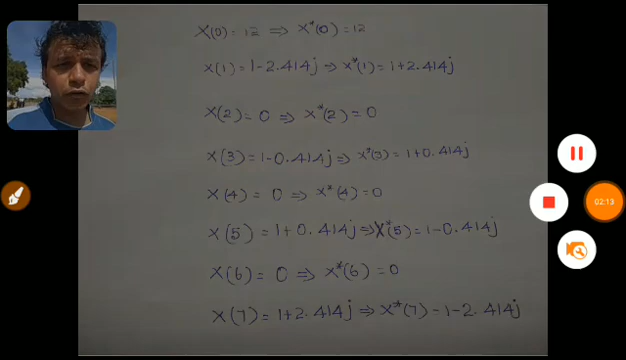 X(0) = 12 ⇒ X*(0) = 12
X(1) = 1-2.414j ⇒ X*(1) = 1+2.414j
X(2) = 0 ⇒ X*(2) = 0
X(3) = 1-0.414j ⇒ X*(3) = 1+0.414j
X(4) = 0 ⇒ X*(4) = 0
X(5) = 1+0.414j ⇒ X*(5) = 1-0.414j
X(6) = 0 ⇒ X*(6) = 0
X(7) = 1+2.414j ⇒ X*(7) = 1-2.414j
02:13